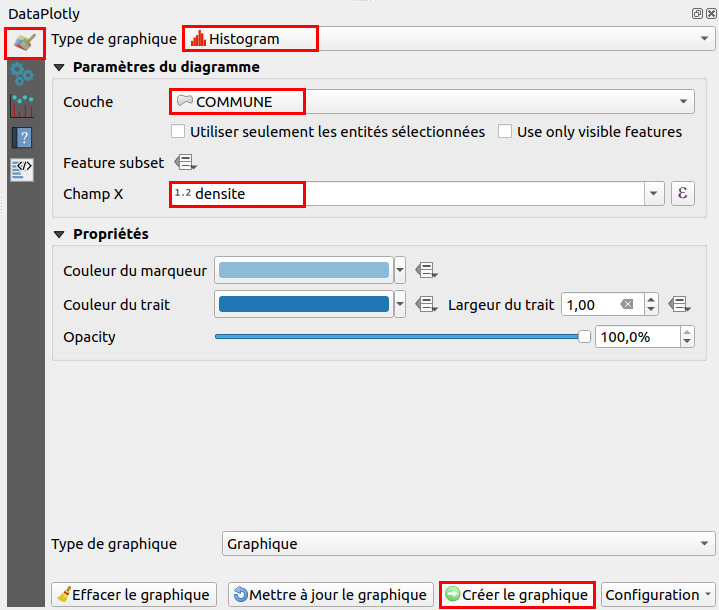 DataPlotly
Type de graphique Histogram
Paramètres du diagramme
Couche COMMUNE
Utiliser seulement les entités sélectionnées Use only visible features
Feature subset
Champ X 1.2 densite ε
Propriétés
Couleur du marqueur
Couleur du trait Largeur du trait 1,00
Opacity 100,0%
Type de graphique Graphique
Effacer le graphique Mettre à jour le graphique Créer le graphique Configuration